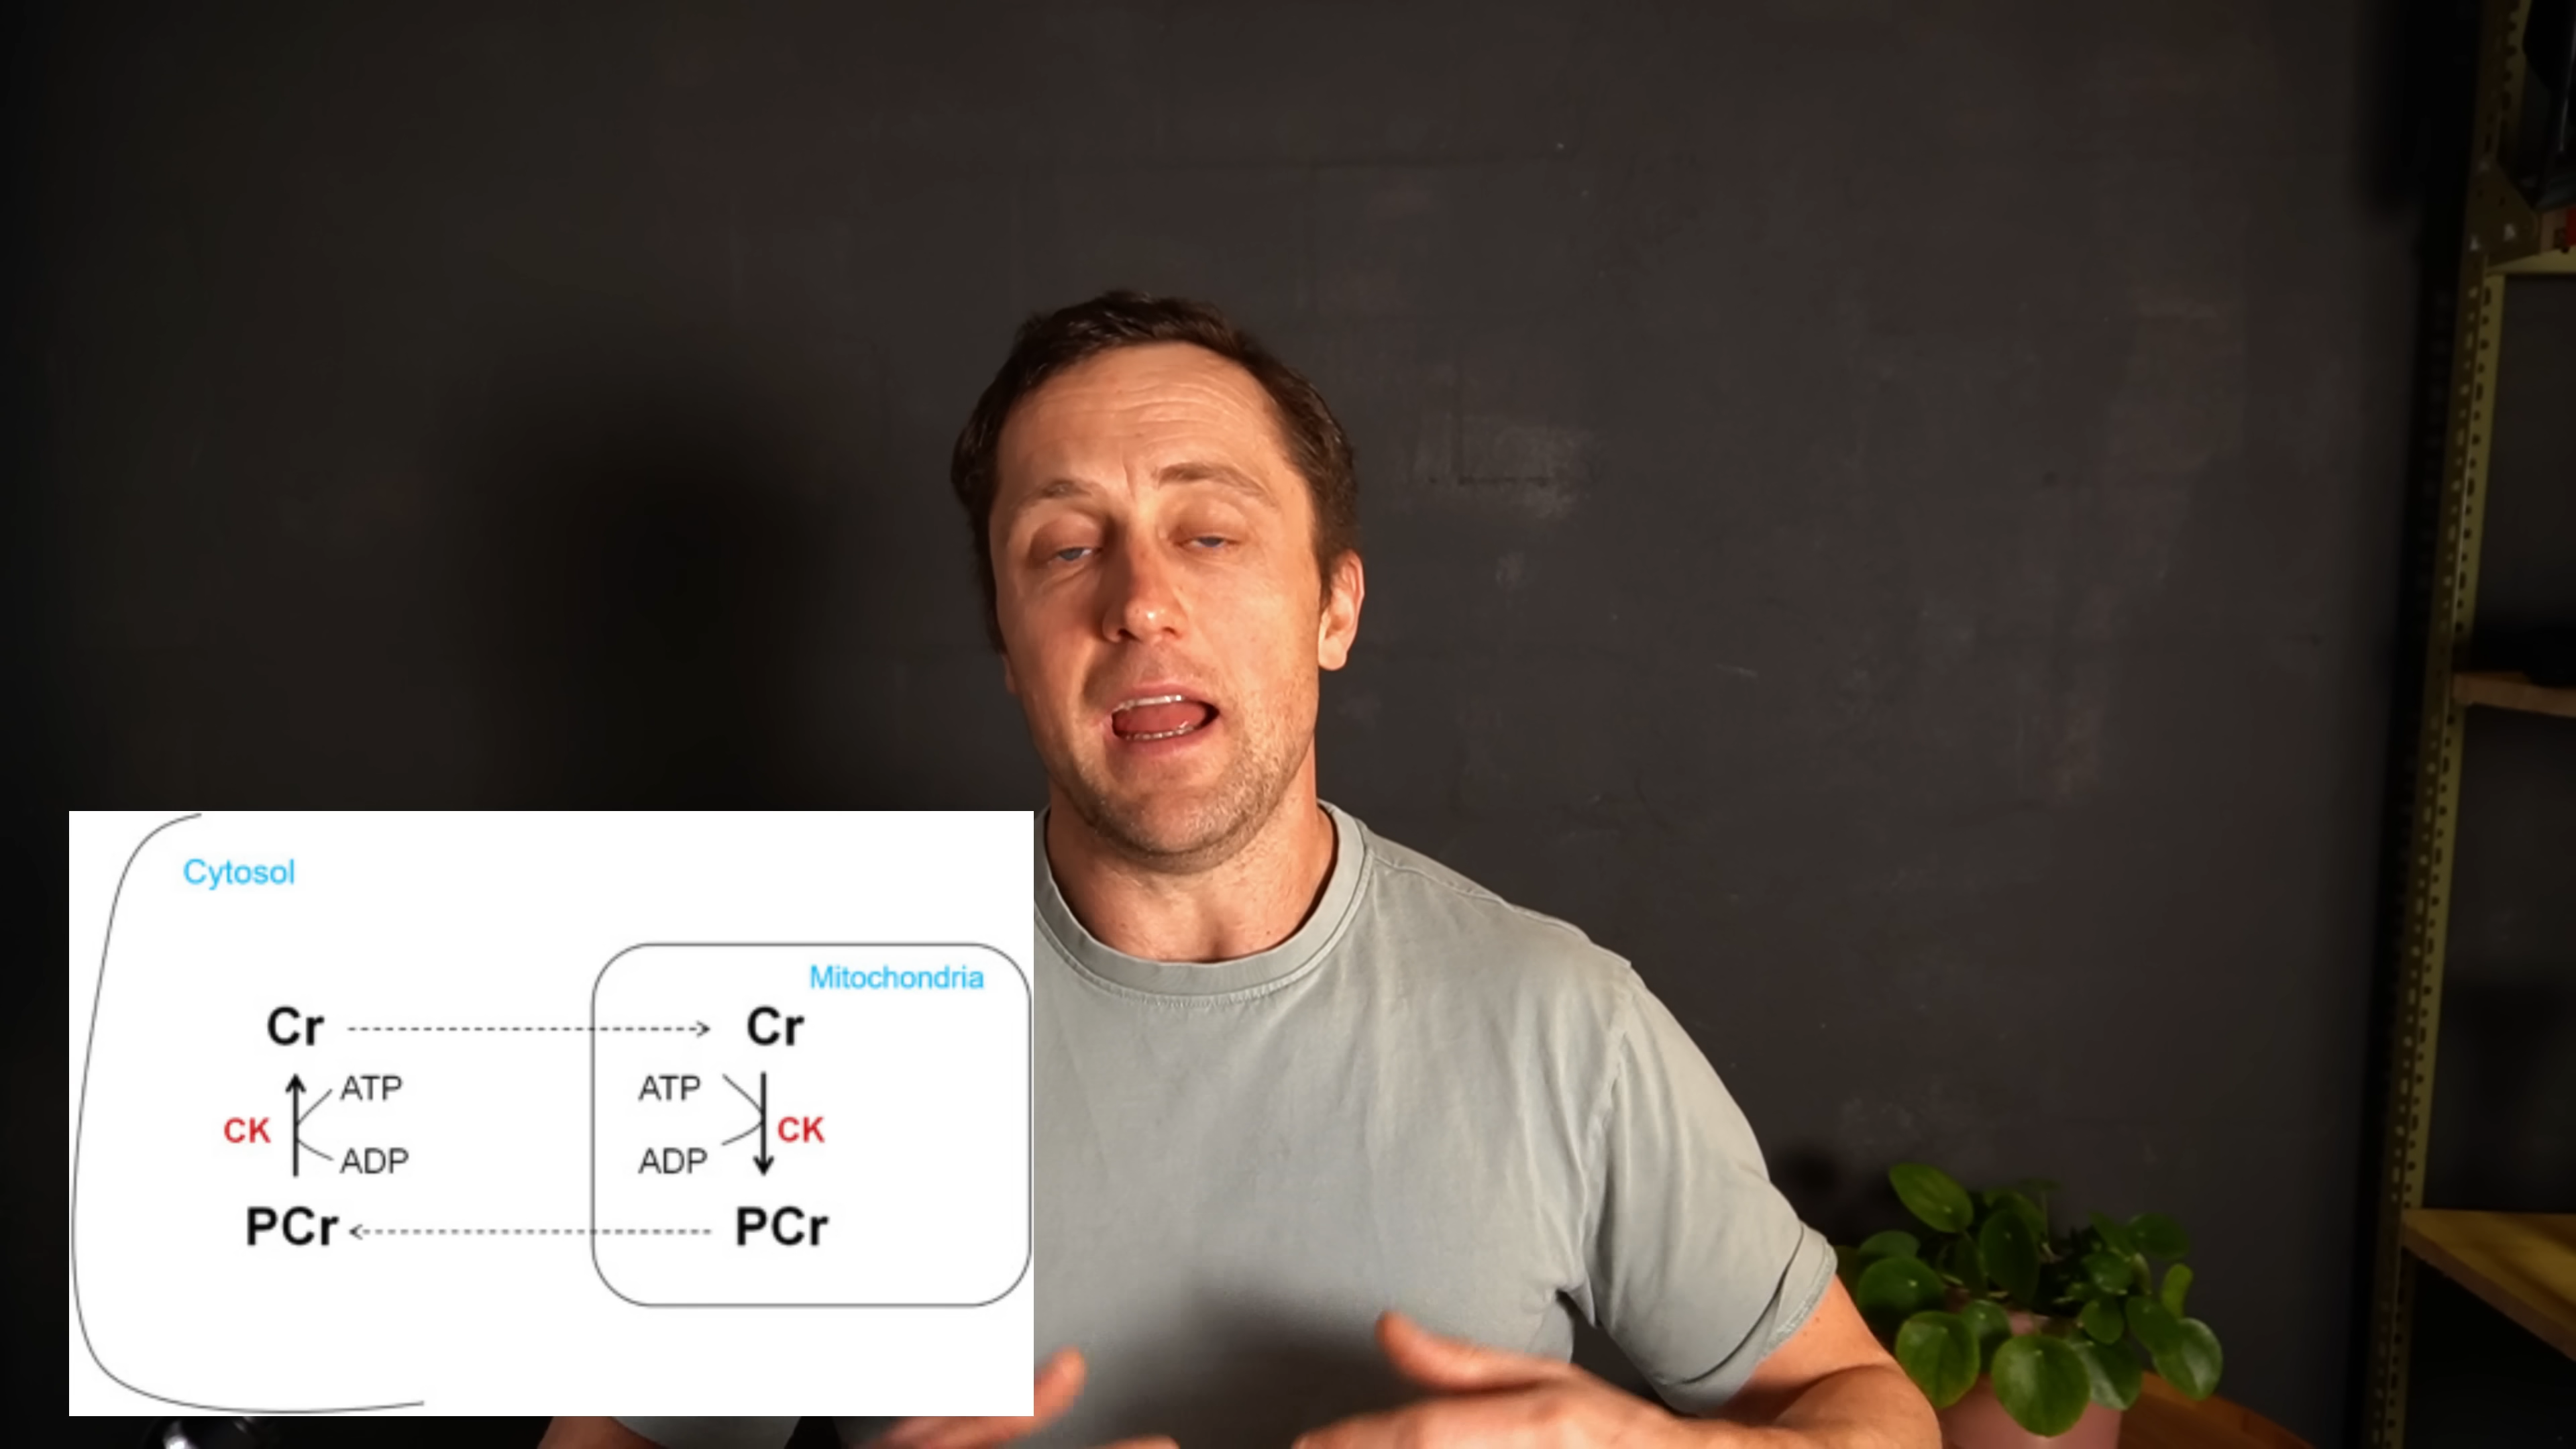 Cytosol
Mitochondria
Cr Cr
ATP ATP
CK CK
ADP ADP
PCr PCr